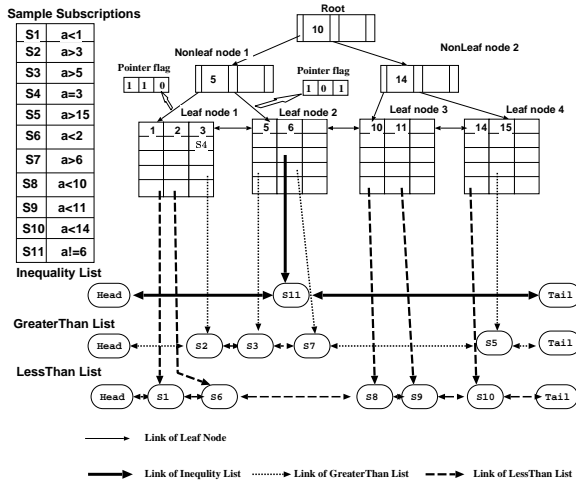 Sample Subscriptions
S1 a<1
S2 a>3
S3 a>5
S4 a=3
S5 a>15
S6 a<2
S7 a>6
S8 a<10
S9 a<11
S10 a<14
S11 a!=6
Root
10
Nonleaf node 1
NonLeaf node 2
Pointer flag
1 1 0
5
Pointer flag
1 0 1
14
Leaf node 1
Leaf node 2
Leaf node 3
Leaf node 4
1 2 3
S4
5 6
10 11
14 15
Inequality List
Head S11 Tail
GreaterThan List
Head S2 S3 S7 S5 Tail
LessThan List
Head S1 S6 S8 S9 S10 Tail
Link of Leaf Node
Link of Inequlity List
Link of GreaterThan List
Link of LessThan List